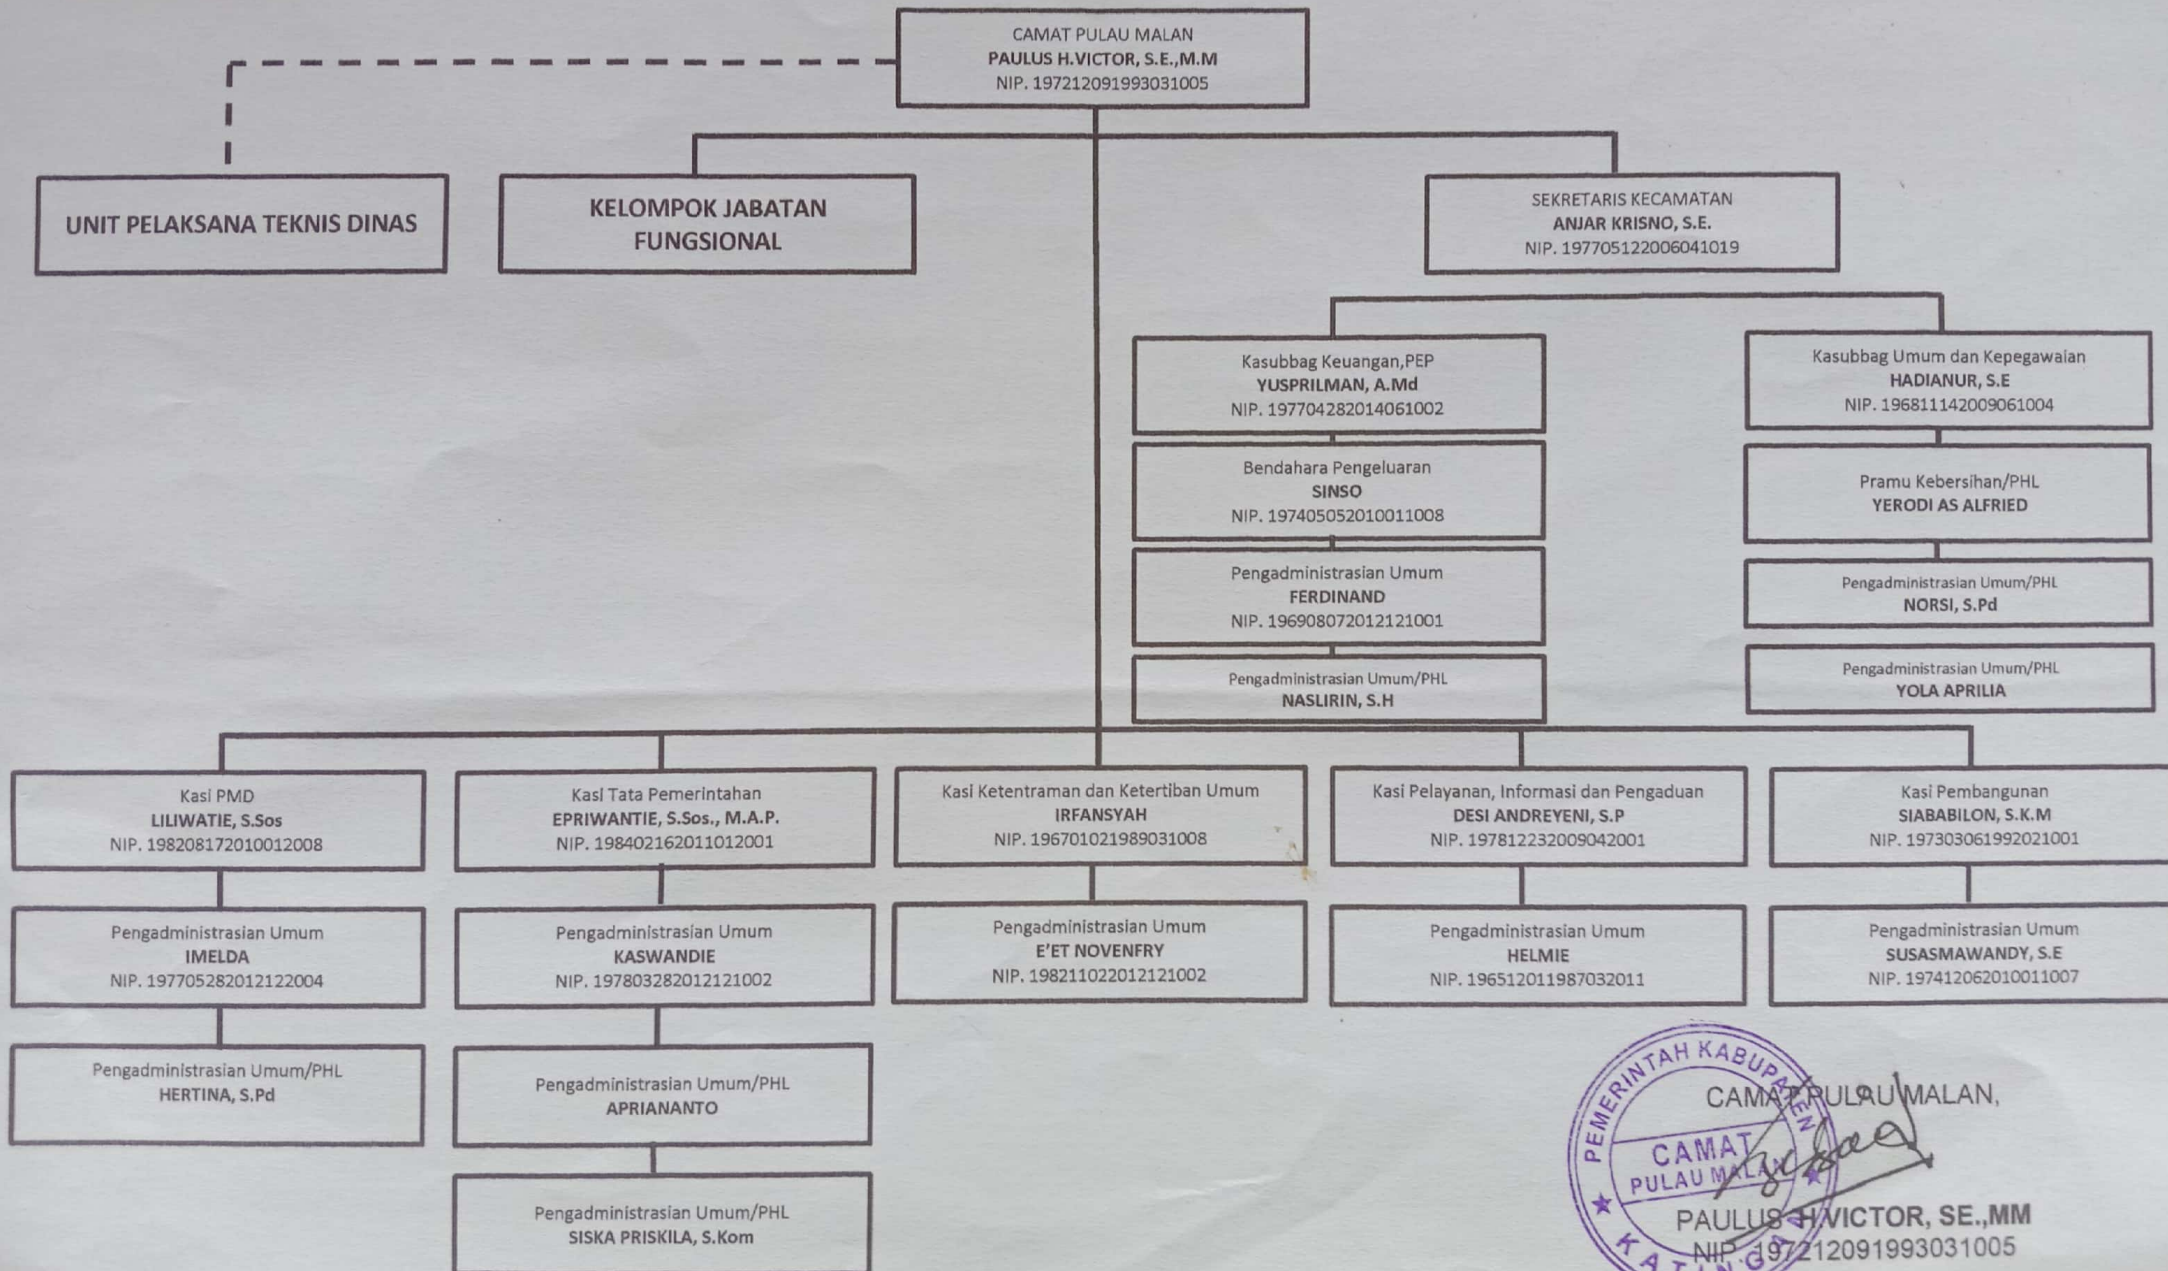 CAMAT PULAU MALAN
PAULUS H.VICTOR, S.E.,M.M
NIP. 197212091993031005
UNIT PELAKSANA TEKNIS DINAS
KELOMPOK JABATAN
FUNGSIONAL
SEKRETARIS KECAMATAN
ANJAR KRISNO, S.E.
NIP. 197705122006041019
Kasubbag Keuangan,PEP
YUSPRILMAN, A.Md
NIP. 197704282014061002
Kasubbag Umum dan Kepegawaian
HADIANUR, S.E
NIP. 196811142009061004
Bendahara Pengeluaran
SINSO
NIP. 197405052010011008
Pramu Kebersihan/PHL
YERODI AS ALFRIED
Pengadministrasian Umum
FERDINAND
NIP. 196908072012121001
Pengadministrasian Umum/PHL
NORSI, S.Pd
Pengadministrasian Umum/PHL
NASLIRIN, S.H
Pengadministrasian Umum/PHL
YOLA APRILIA
Kasi PMD
LILIWATIE, S.Sos
NIP. 198208172010012008
Kasi Tata Pemerintahan
EPRIWANTIE, S.Sos., M.A.P.
NIP. 198402162011012001
Kasi Ketentraman dan Ketertiban Umum
IRFANSYAH
NIP. 196701021989031008
Kasi Pelayanan, Informasi dan Pengaduan
DESI ANDREYENI, S.P
NIP. 197812232009042001
Kasi Pembangunan
SIABABILON, S.K.M
NIP. 197303061992021001
Pengadministrasian Umum
IMELDA
NIP. 197705282012122004
Pengadministrasian Umum
KASWANDIE
NIP. 197803282012121002
Pengadministrasian Umum
E'ET NOVENFRY
NIP. 198211022012121002
Pengadministrasian Umum
HELMIE
NIP. 196512011987032011
Pengadministrasian Umum
SUSASMAWANDY, S.E
NIP. 197412062010011007
Pengadministrasian Umum/PHL
HERTINA, S.Pd
Pengadministrasian Umum/PHL
APRIANANTO
Pengadministrasian Umum/PHL
SISKA PRISKILA, S.Kom
CAMAT PULAU MALAN,
PEMERINTAH KABUPATEN
CAMAT
PULAU MALAN
KATINGAN
PAULUS H.VICTOR, SE.,MM
NIP. 197212091993031005